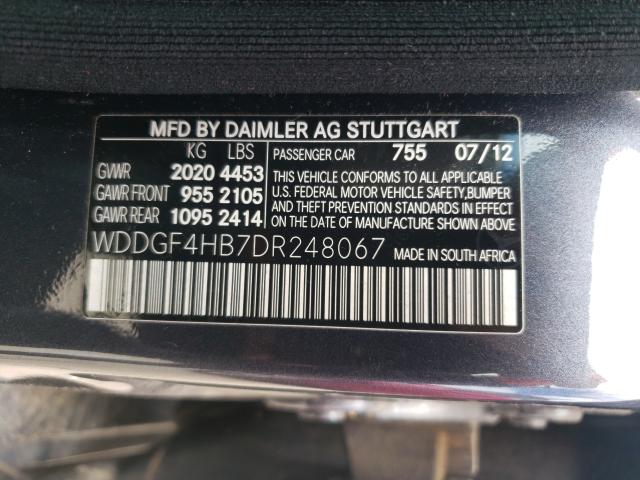 MFD BY DAIMLER AG STUTTGART
KG LBS
GVWR 2020 4453
GAWR FRONT 955 2105
GAWR REAR 1095 2414
PASSENGER CAR 755 07/12
THIS VEHICLE CONFORMS TO ALL APPLICABLE
U.S. FEDERAL MOTOR VEHICLE SAFETY,BUMPER
AND THEFT PREVENTION STANDARDS IN EFFECT
ON THE DATE OF MANUFACTURE SHOWN ABOVE
WDDGF4HB7DR248067 MADE IN SOUTH AFRICA